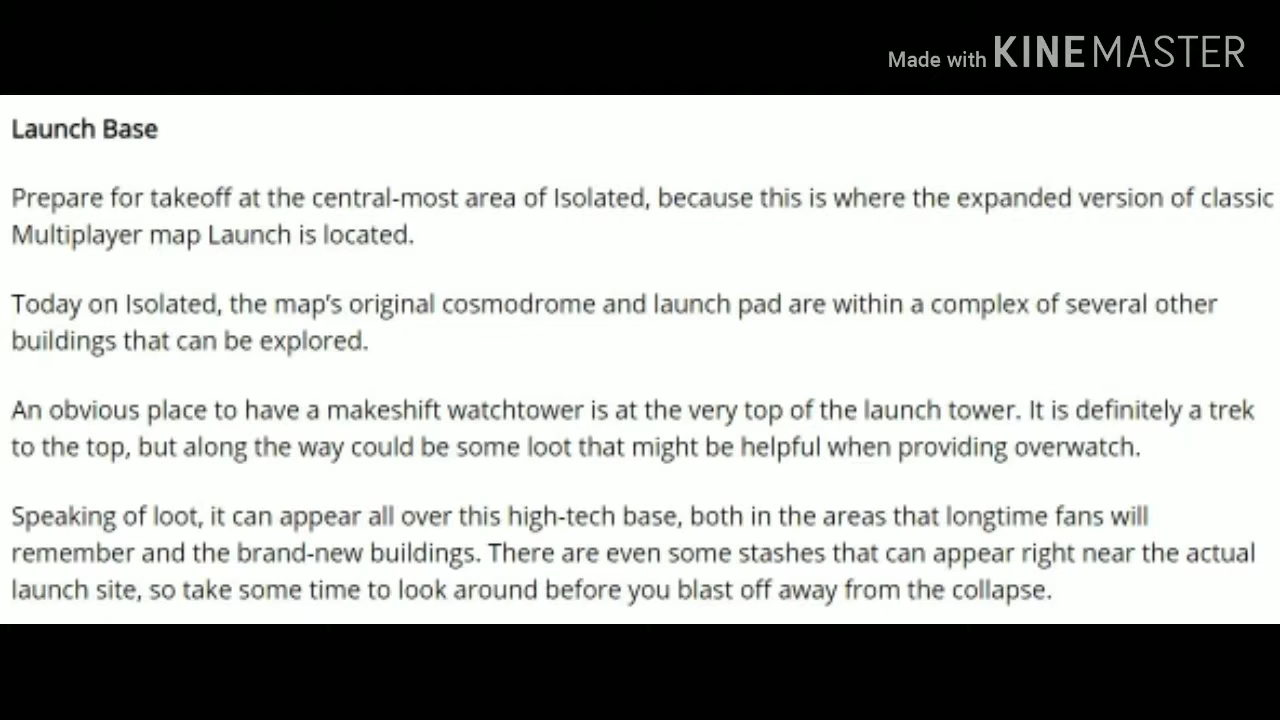 Made with KINEMASTER
Launch Base
Prepare for takeoff at the central-most area of Isolated, because this is where the expanded version of classic
Multiplayer map Launch is located.
Today on Isolated, the map's original cosmodrome and launch pad are within a complex of several other
buildings that can be explored.
An obvious place to have a makeshift watchtower is at the very top of the launch tower. It is definitely a trek
to the top, but along the way could be some loot that might be helpful when providing overwatch.
Speaking of loot, it can appear all over this high-tech base, both in the areas that longtime fans will
remember and the brand-new buildings. There are even some stashes that can appear right near the actual
launch site, so take some time to look around before you blast off away from the collapse.